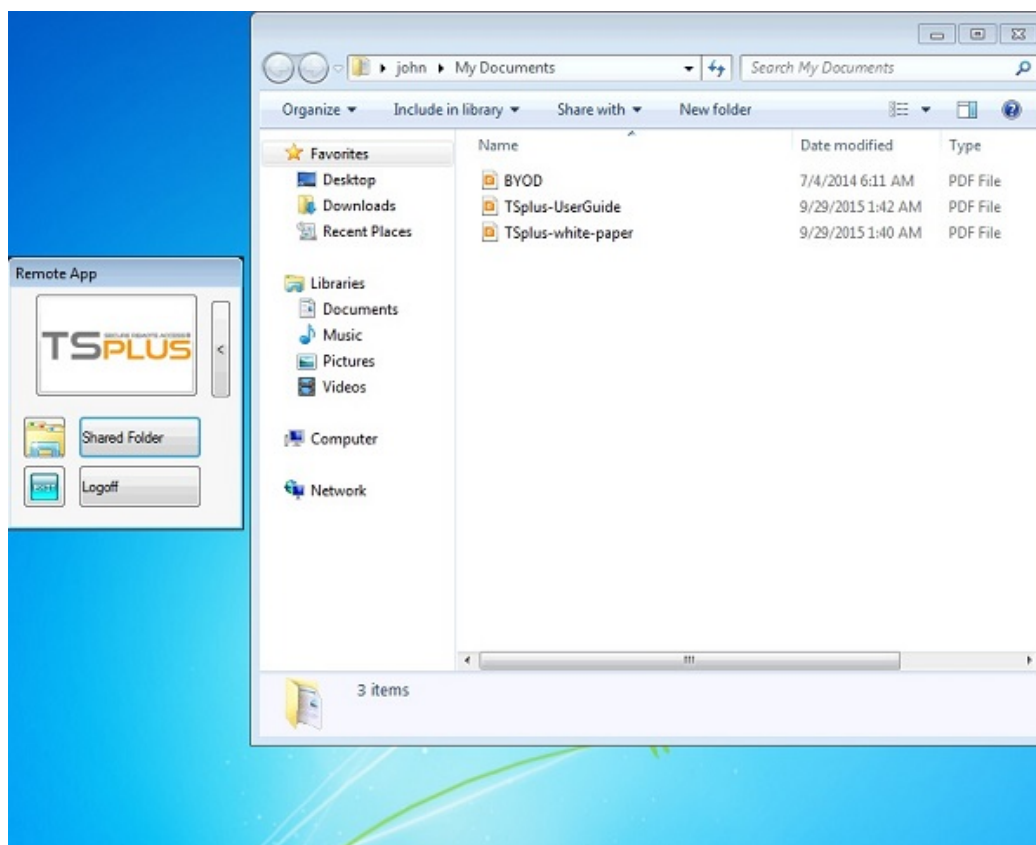 john ▸ My Documents
Search My Documents
Organize
Include in library
Share with
New folder
Favorites
Desktop
Downloads
Recent Places
Libraries
Documents
Music
Pictures
Videos
Computer
Network
Name Date modified Type
BYOD 7/4/2014 6:11 AM PDF File
TSplus-UserGuide 9/29/2015 1:42 AM PDF File
TSplus-white-paper 9/29/2015 1:40 AM PDF File
3 items
Remote App
TSPLUS
SECURE REMOTE ACCESS
<
Shared Folder
Logoff